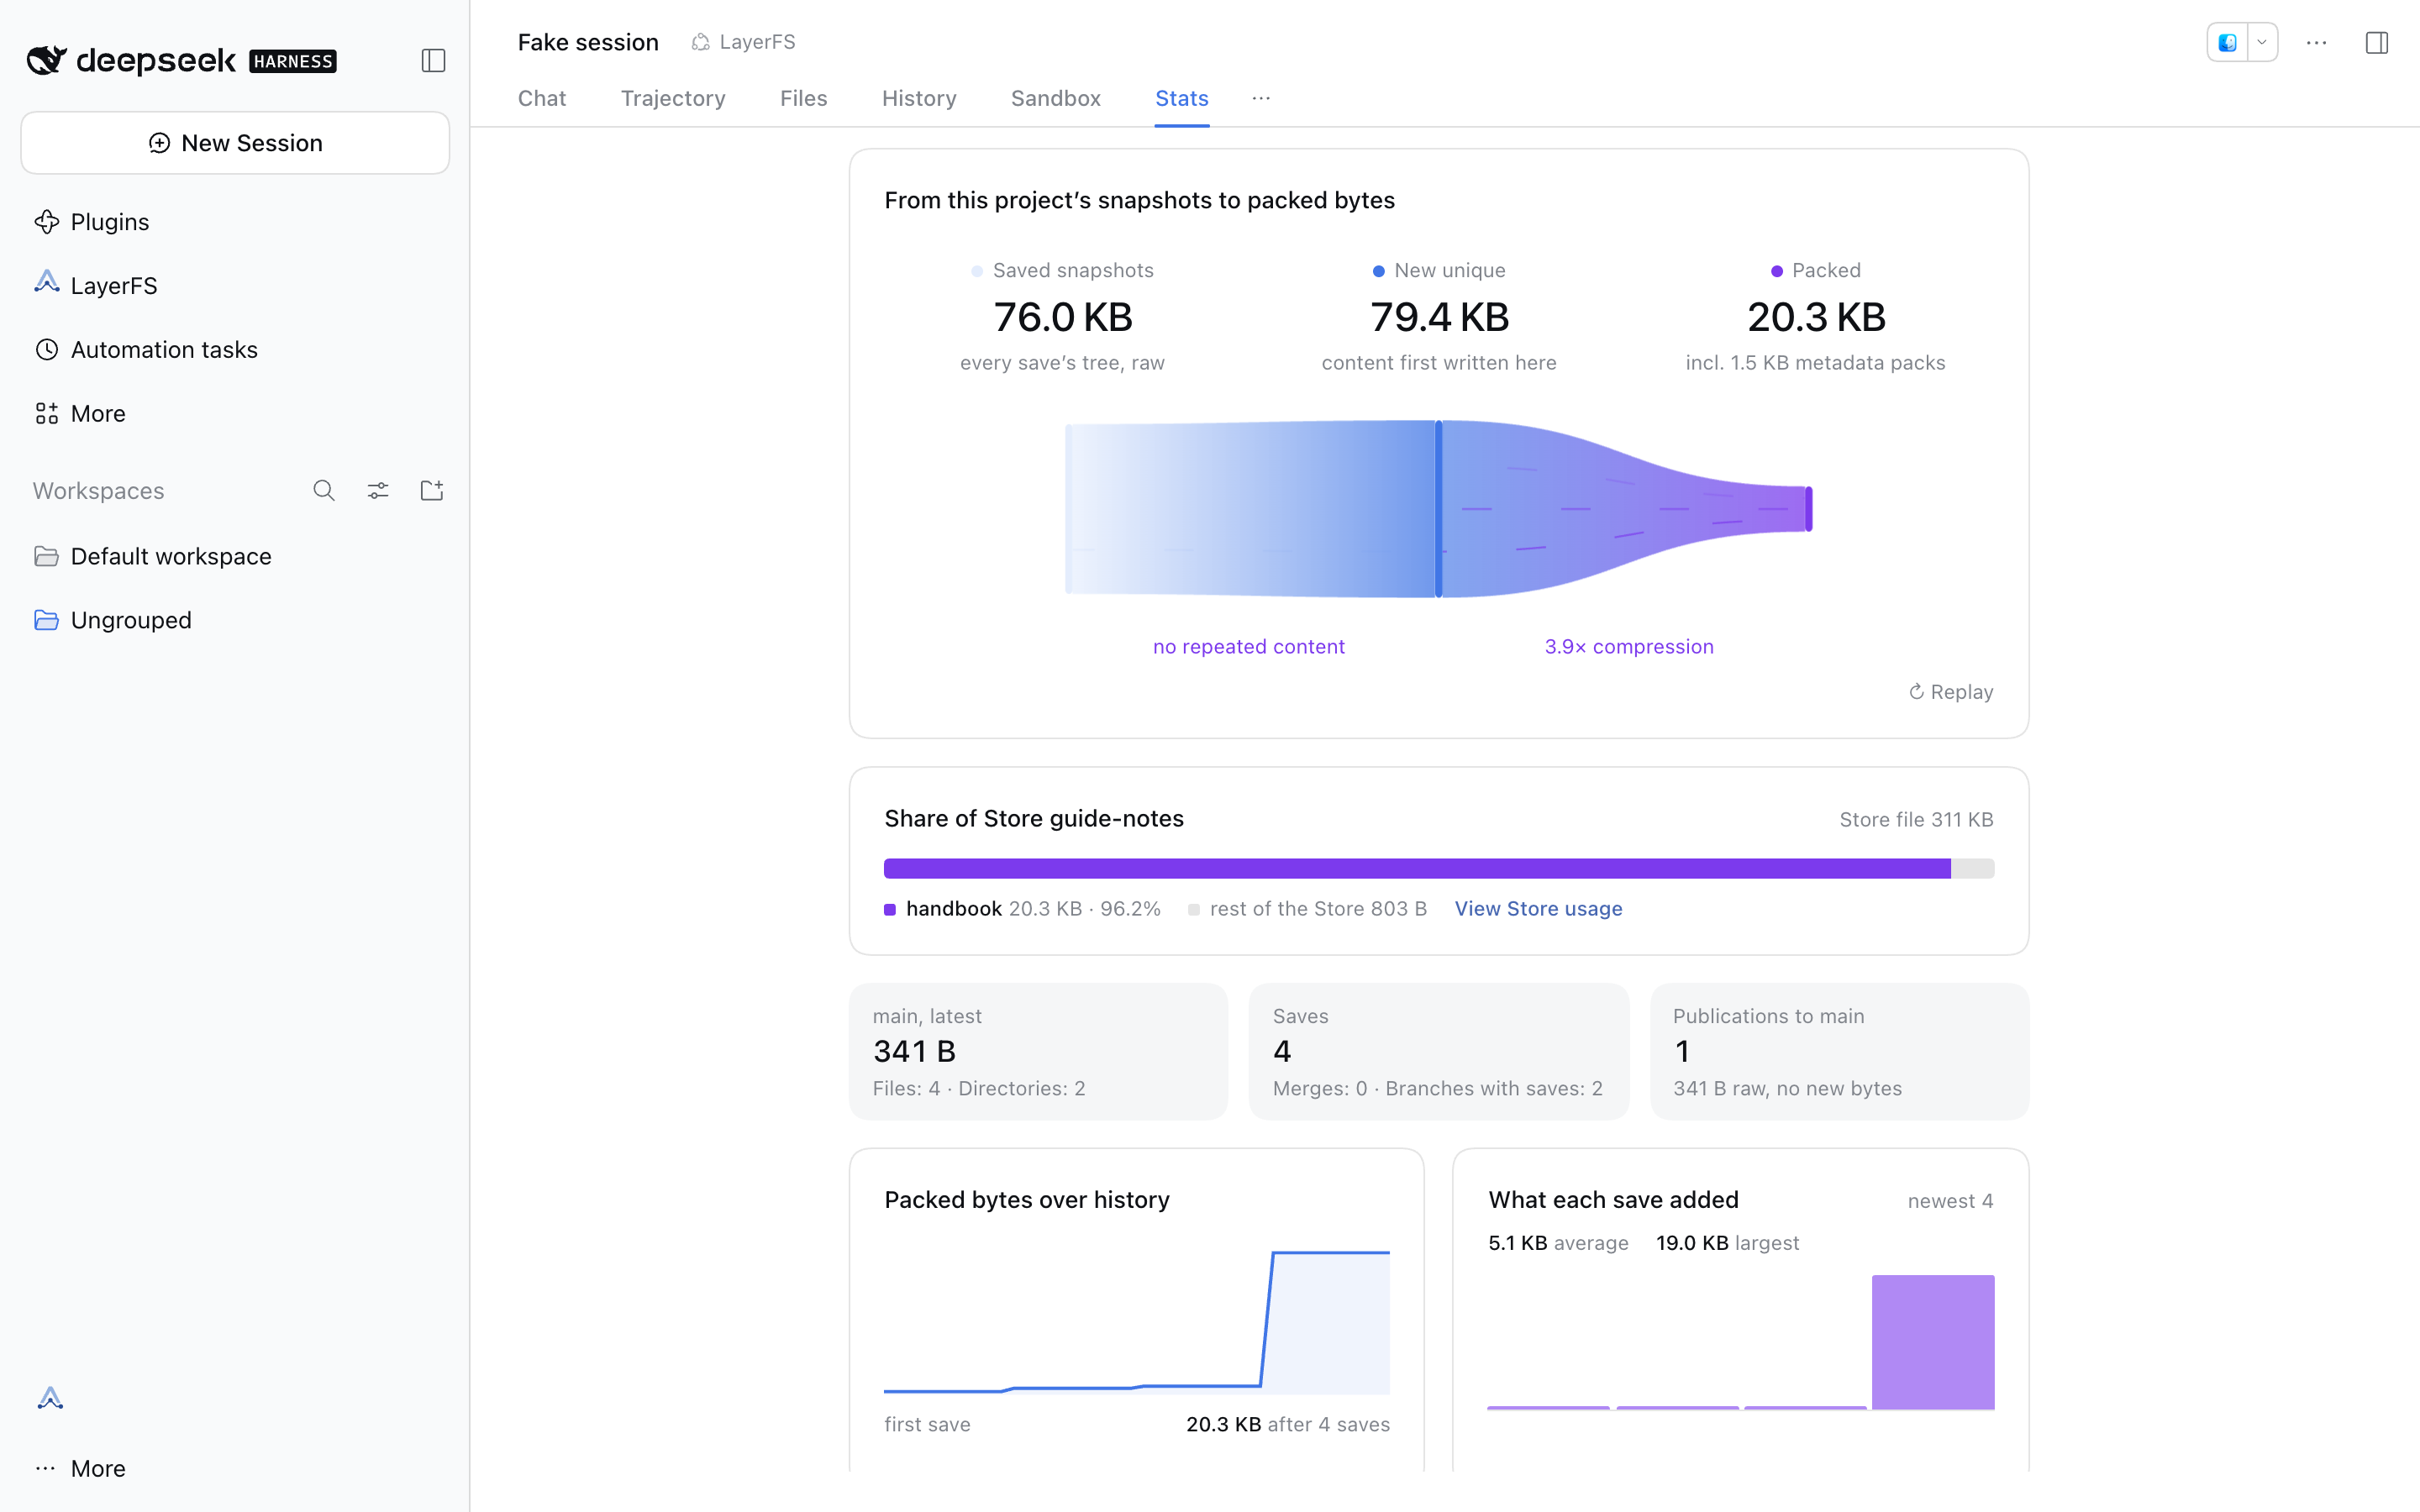 deepseek HARNESS
New Session
Plugins
LayerFS
Automation tasks
More
Workspaces
Default workspace
Ungrouped
More
Fake session LayerFS
Chat Trajectory Files History Sandbox Stats
From this project’s snapshots to packed bytes
Saved snapshots
76.0 KB
every save’s tree, raw
New unique
79.4 KB
content first written here
Packed
20.3 KB
incl. 1.5 KB metadata packs
no repeated content
3.9× compression
Replay
Share of Store guide-notes
Store file 311 KB
handbook 20.3 KB · 96.2% rest of the Store 803 B View Store usage
main, latest
341 B
Files: 4 · Directories: 2
Saves
4
Merges: 0 · Branches with saves: 2
Publications to main
1
341 B raw, no new bytes
Packed bytes over history
first save
20.3 KB after 4 saves
What each save added
newest 4
5.1 KB average 19.0 KB largest